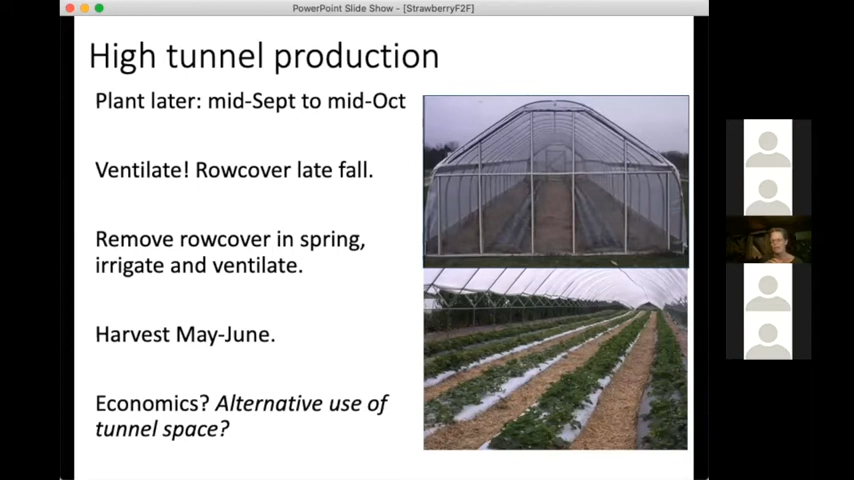 PowerPoint Slide Show - [StrawberryF2F]
High tunnel production
Plant later: mid-Sept to mid-Oct
Ventilate! Rowcover late fall.
Remove rowcover in spring,
irrigate and ventilate.
Harvest May-June.
Economics? Alternative use of
tunnel space?